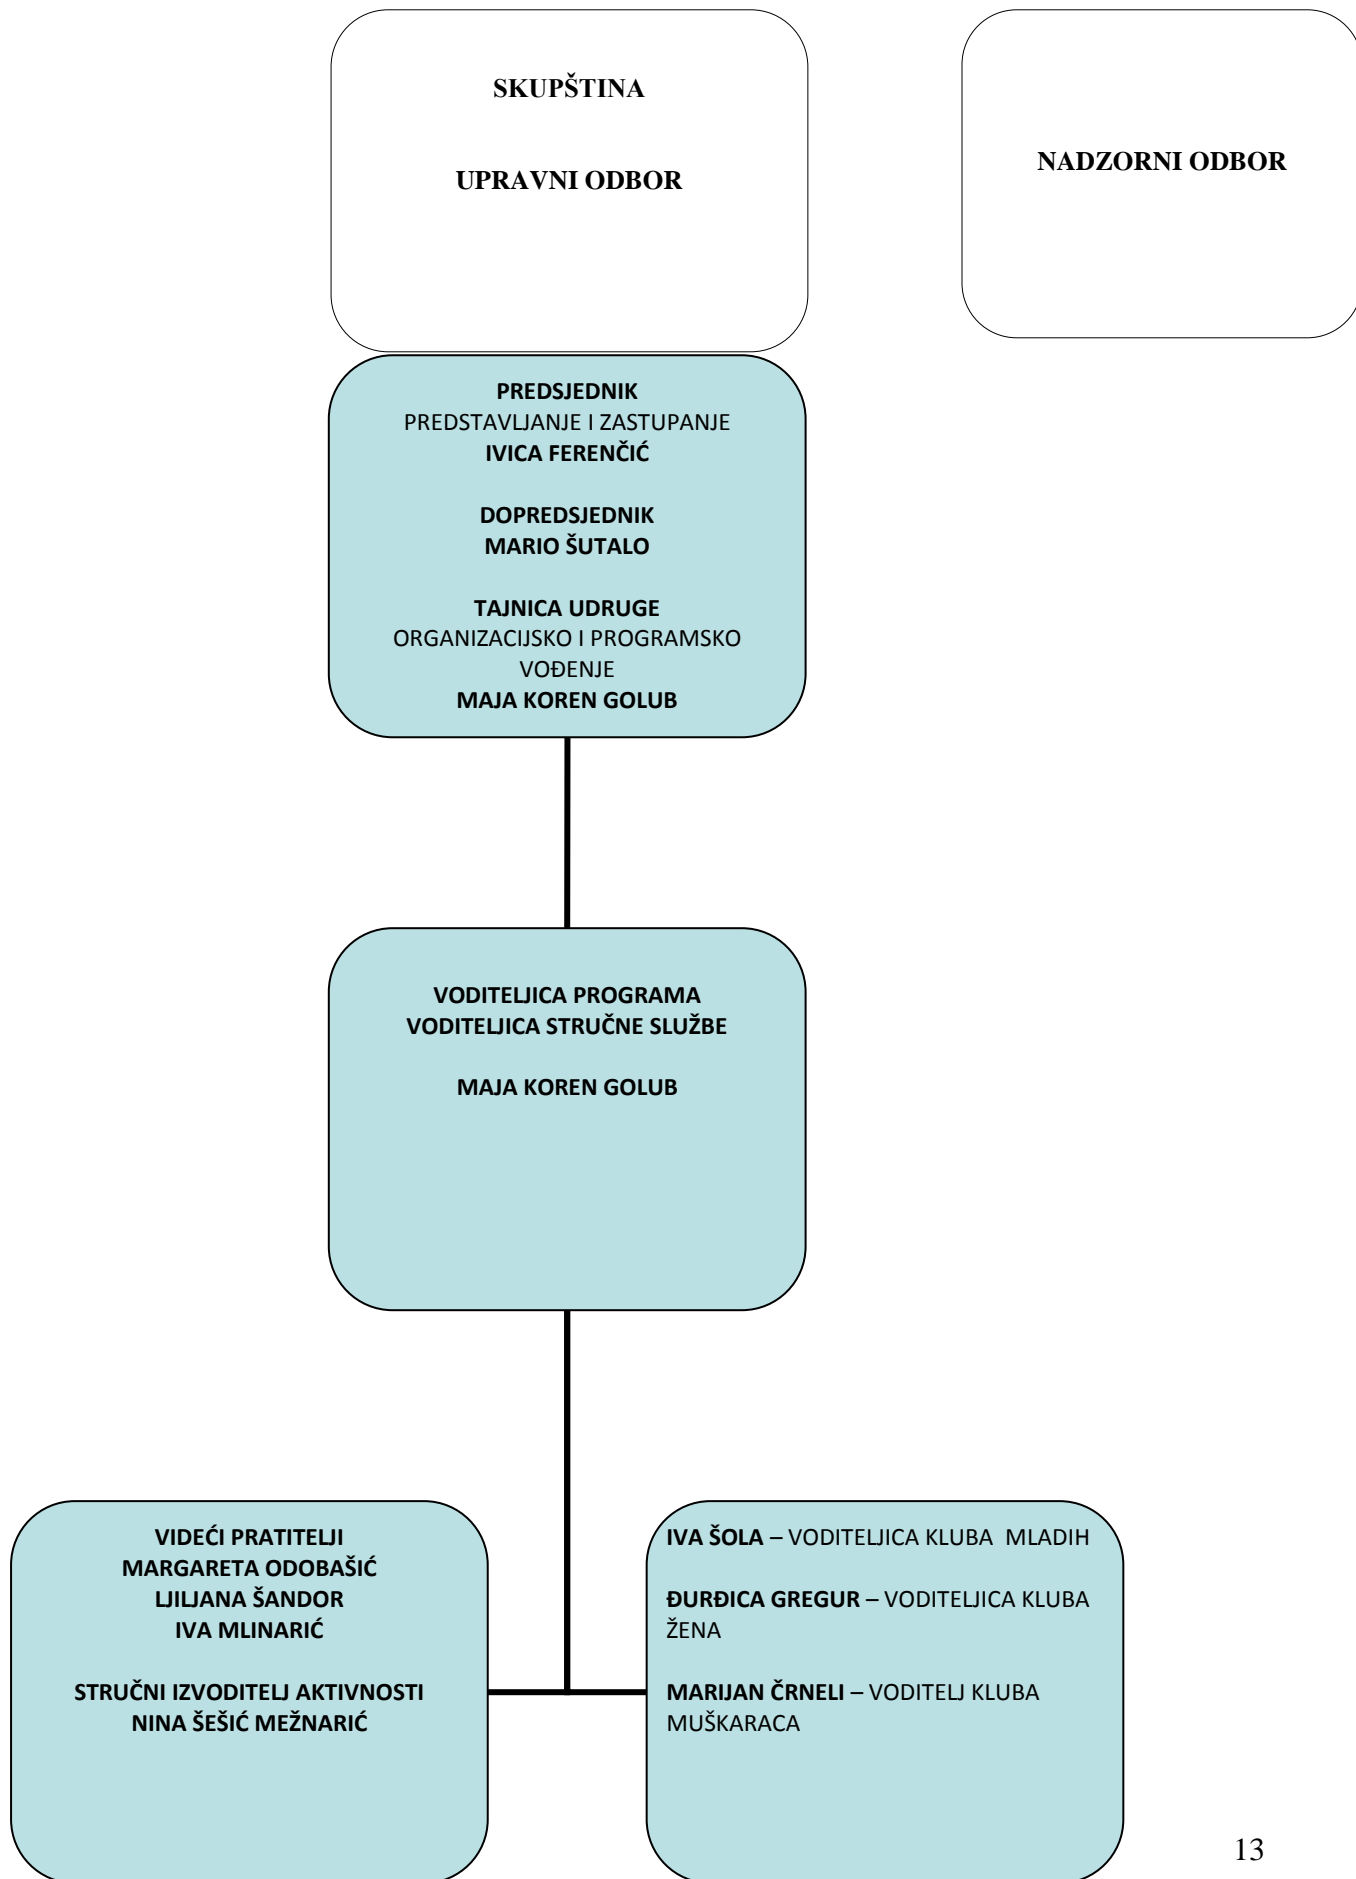 SKUPŠTINA
UPRAVNI ODBOR
NADZORNI ODBOR
PREDSJEDNIK
PREDSTAVLJANJE I ZASTUPANJE
IVICA FERENČIĆ
DOPREDSJEDNIK
MARIO ŠUTALO
TAJNICA UDRUGE
ORGANIZACIJSKO I PROGRAMSKO
VOĐENJE
MAJA KOREN GOLUB
VODITELJICA PROGRAMA
VODITELJICA STRUČNE SLUŽBE
MAJA KOREN GOLUB
VIDEĆI PRATITELJI
MARGARETA ODOBAŠIĆ
LJILJANA ŠANDOR
IVA MLINARIĆ
STRUČNI IZVODITELJ AKTIVNOSTI
NINA ŠEŠIĆ MEŽNARIĆ
IVA ŠOLA – VODITELJICA KLUBA MLADIH
ĐURĐICA GREGUR – VODITELJICA KLUBA
ŽENA
MARIJAN ČRNELI – VODITELJ KLUBA
MUŠKARACA
13